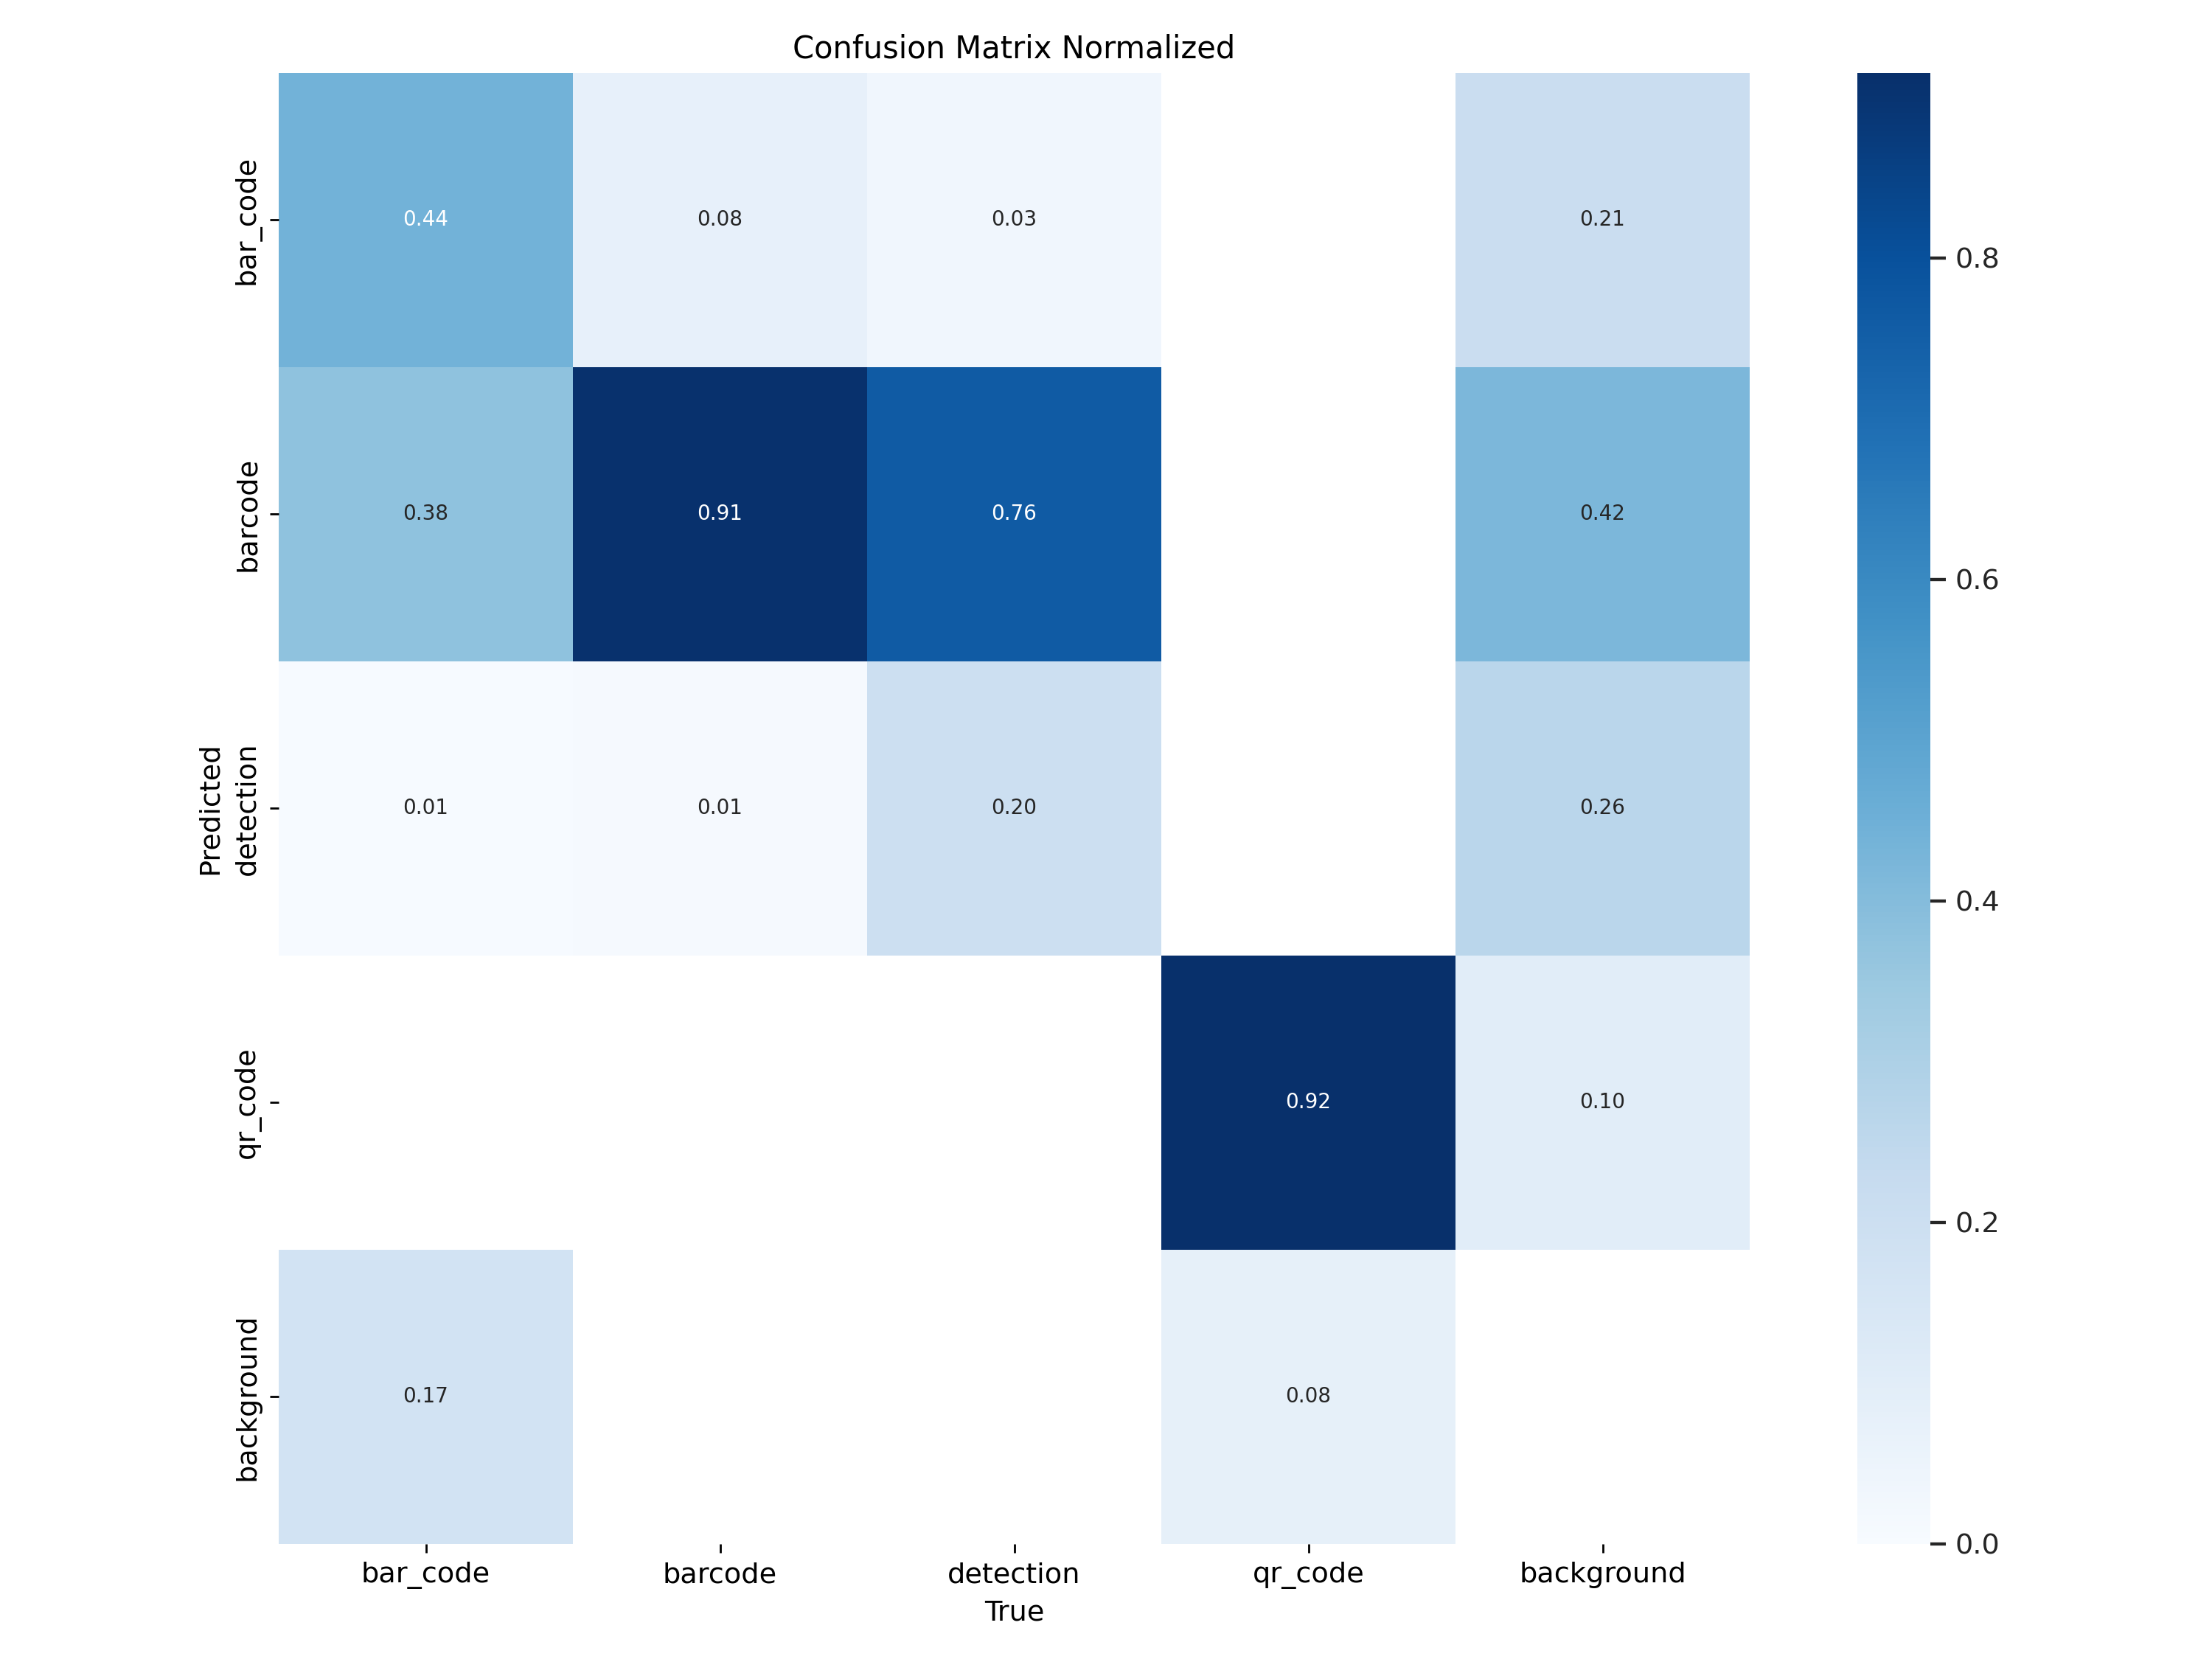 Confusion Matrix Normalized
bar_code
0.44
0.08
0.03
0.21
barcode
0.38
0.91
0.76
0.42
Predicted
detection
0.01
0.01
0.20
0.26
qr_code
0.92
0.10
background
0.17
0.08
bar_code
barcode
detection
qr_code
background
True
0.8
0.6
0.4
0.2
0.0